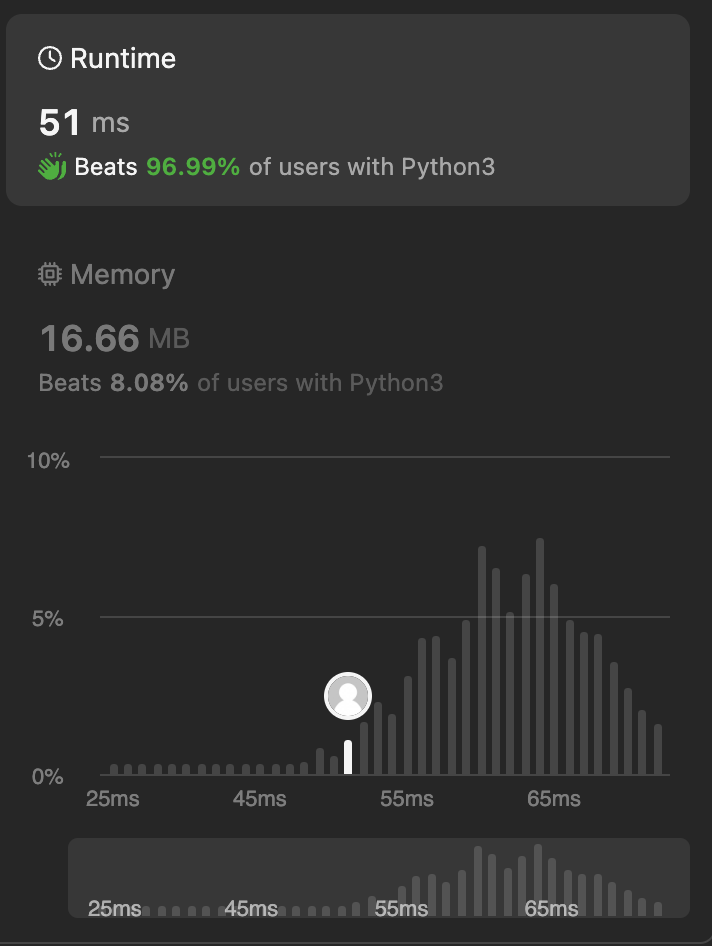 Runtime
51 ms
Beats 96.99% of users with Python3
Memory
16.66 MB
Beats 8.08% of users with Python3
10%
5%
0%
25ms 45ms 55ms 65ms
25ms 45ms 55ms 65ms